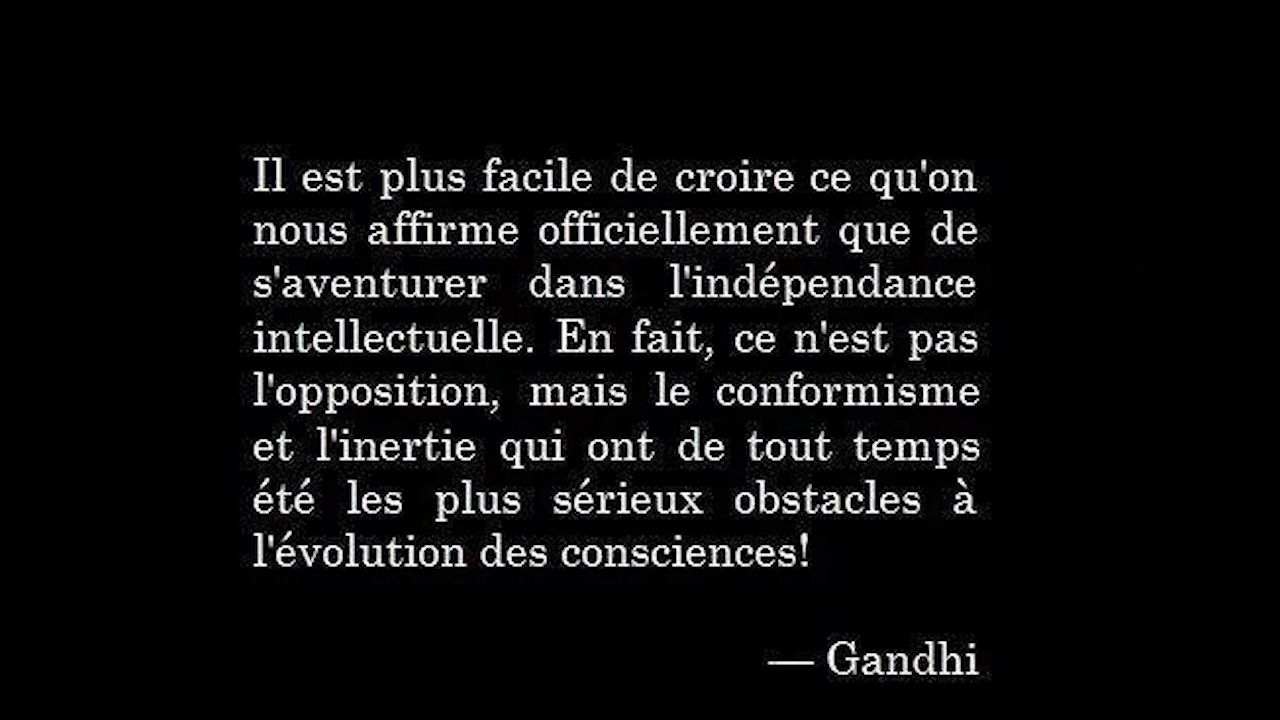 Il est plus facile de croire ce qu'on
nous affirme officiellement que de
s'aventurer dans l'indépendance
intellectuelle. En fait, ce n'est pas
l'opposition, mais le conformisme
et l'inertie qui ont de tout temps
été les plus sérieux obstacles à
l'évolution des consciences!
— Gandhi